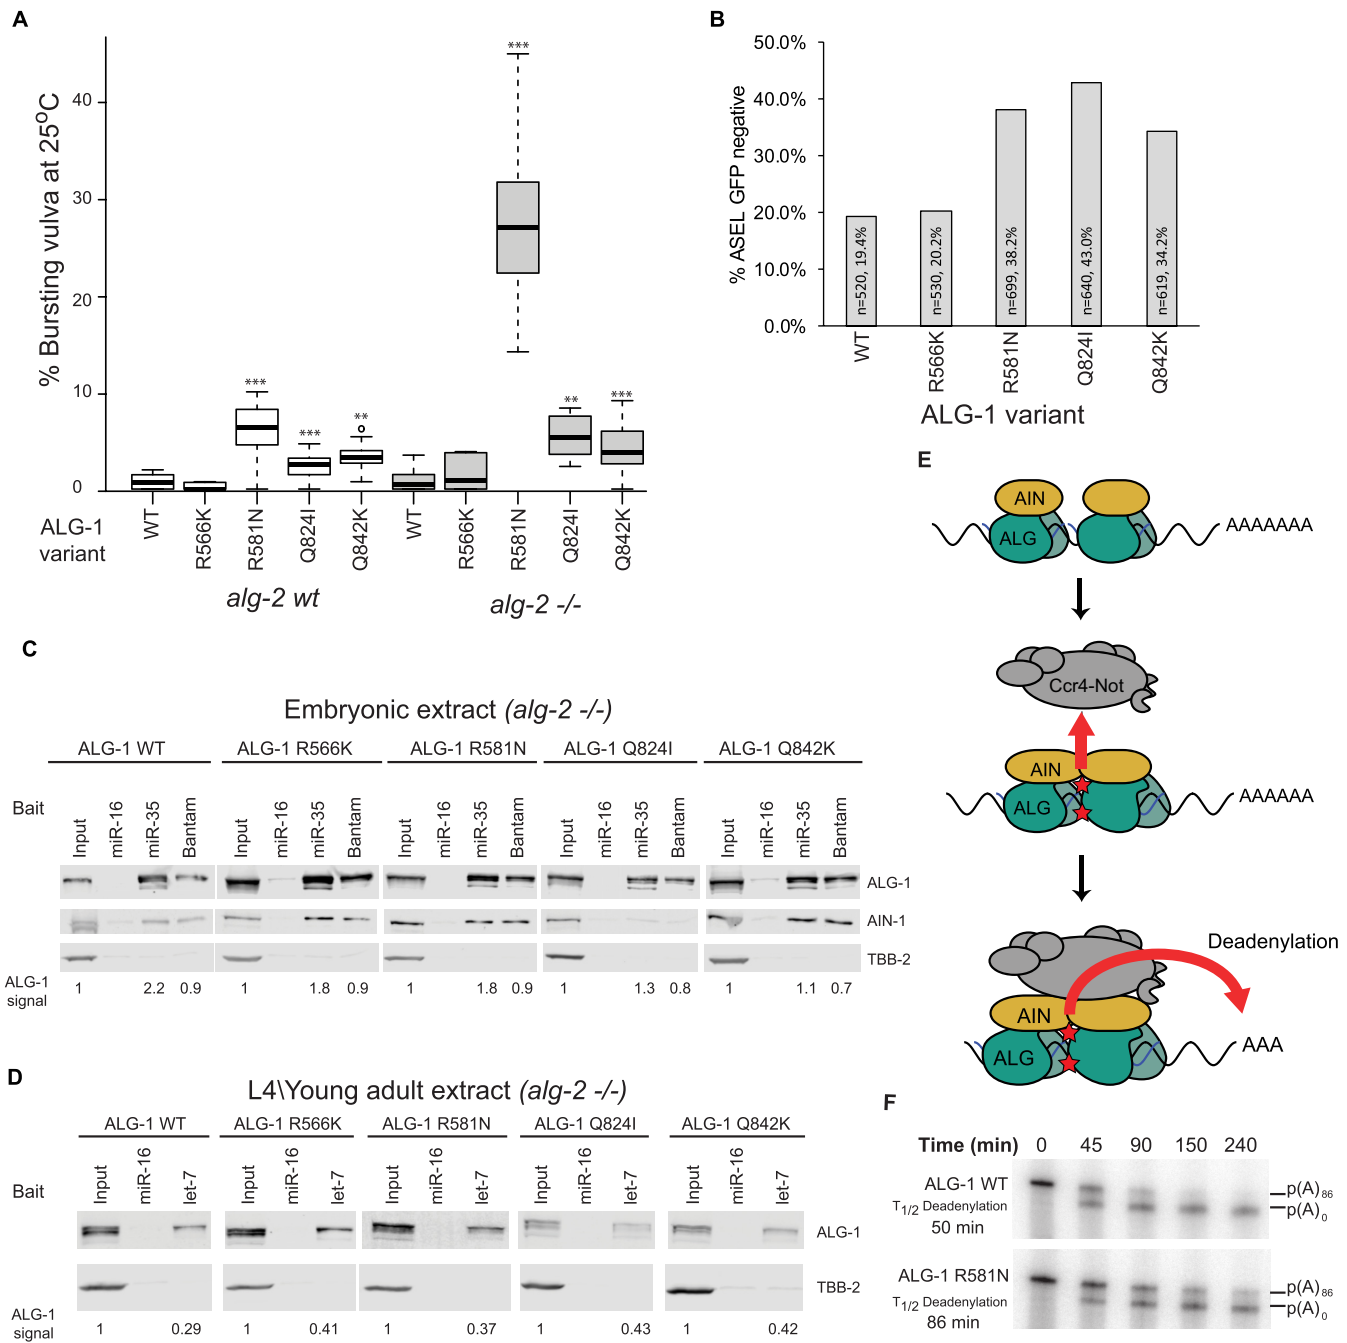 A
% Bursting vulva at 25°C
40
30
20
10
0
***
***
**
***
**
***
ALG-1 variant
WT
R566K
R581N
Q824I
Q842K
WT
R566K
R581N
Q824I
Q842K
alg-2 wt
alg-2 -/-
B
% ASEL GFP negative
50.0%
40.0%
30.0%
20.0%
10.0%
0.0%
n=520, 19.4%
n=530, 20.2%
n=699, 38.2%
n=640, 43.0%
n=619, 34.2%
WT
R566K
R581N
Q824I
Q842K
ALG-1 variant
C
Embryonic extract (alg-2 -/-)
ALG-1 WT
ALG-1 R566K
ALG-1 R581N
ALG-1 Q824I
ALG-1 Q842K
Bait
Input miR-16 miR-35 Bantam
Input miR-16 miR-35 Bantam
Input miR-16 miR-35 Bantam
Input miR-16 miR-35 Bantam
Input miR-16 miR-35 Bantam
ALG-1
AIN-1
TBB-2
ALG-1 signal
1 2.2 0.9 1 1.8 0.9 1 1.8 0.9 1 1.3 0.8 1 1.1 0.7
D
L4\Young adult extract (alg-2 -/-)
ALG-1 WT
ALG-1 R566K
ALG-1 R581N
ALG-1 Q824I
ALG-1 Q842K
Bait
Input miR-16 let-7
Input miR-16 let-7
Input miR-16 let-7
Input miR-16 let-7
Input miR-16 let-7
ALG-1
TBB-2
ALG-1 signal
1 0.29 1 0.41 1 0.37 1 0.43 1 0.42
E
AIN
ALG
AAAAAAA
Ccr4-Not
AIN
ALG
AAAAAA
Deadenylation
AIN
ALG
AAA
F
Time (min) 0 45 90 150 240
ALG-1 WT
T1/2 Deadenylation
50 min
p(A)86
p(A)0
ALG-1 R581N
T1/2 Deadenylation
86 min
p(A)86
p(A)0